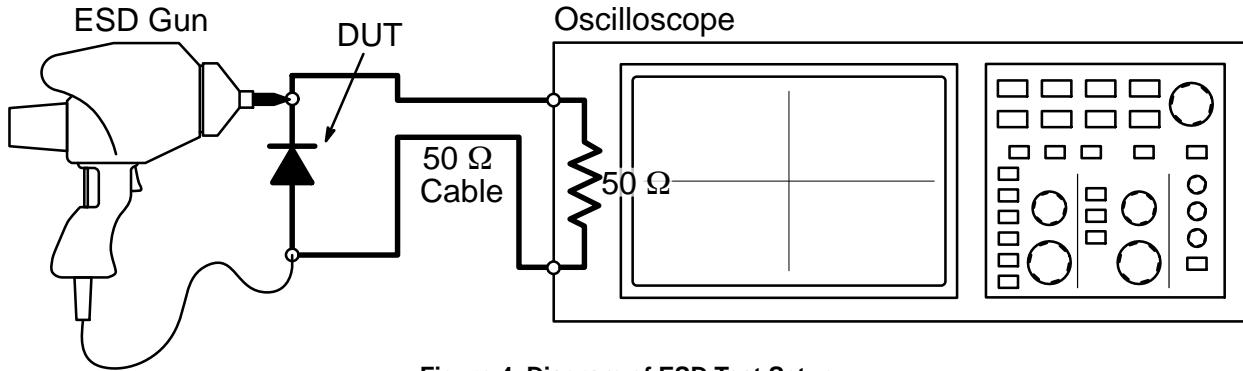 ESD Gun
Oscilloscope
DUT
50 Ω
Cable
50 Ω